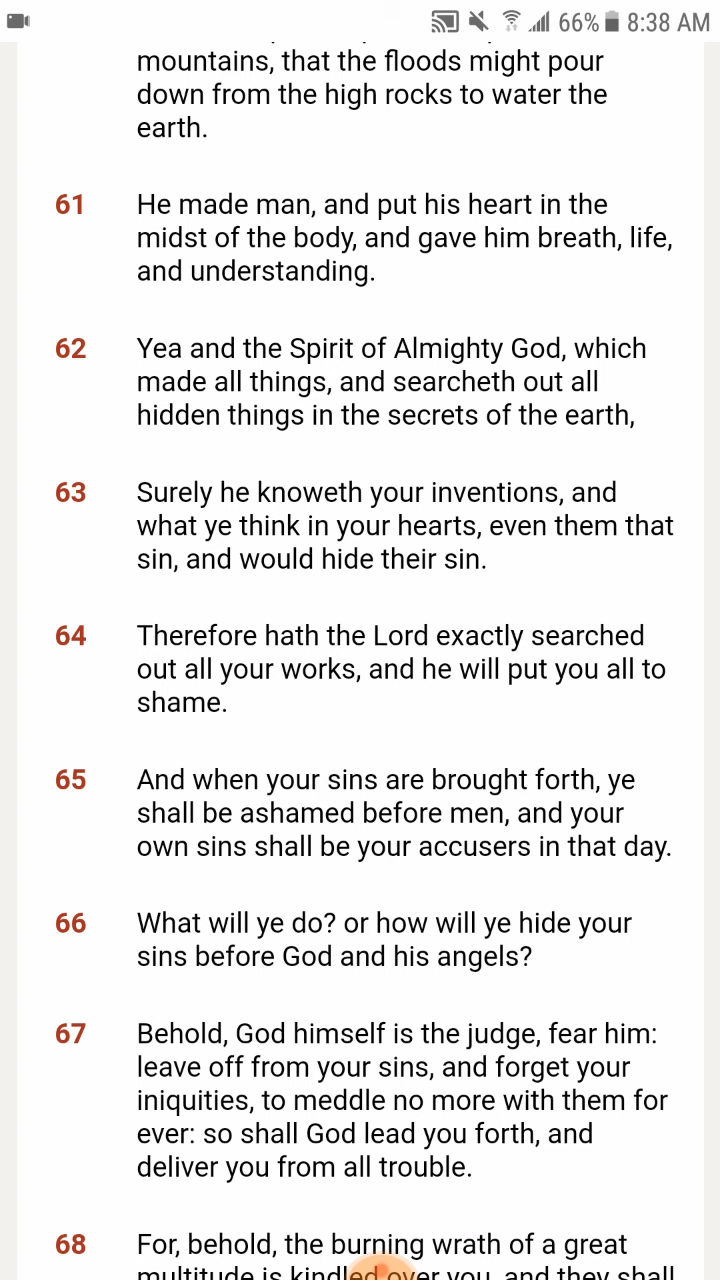 66% 8:38 AM
mountains, that the floods might pour
down from the high rocks to water the
earth.
61 He made man, and put his heart in the
midst of the body, and gave him breath, life,
and understanding.
62 Yea and the Spirit of Almighty God, which
made all things, and searcheth out all
hidden things in the secrets of the earth,
63 Surely he knoweth your inventions, and
what ye think in your hearts, even them that
sin, and would hide their sin.
64 Therefore hath the Lord exactly searched
out all your works, and he will put you all to
shame.
65 And when your sins are brought forth, ye
shall be ashamed before men, and your
own sins shall be your accusers in that day.
66 What will ye do? or how will ye hide your
sins before God and his angels?
67 Behold, God himself is the judge, fear him:
leave off from your sins, and forget your
iniquities, to meddle no more with them for
ever: so shall God lead you forth, and
deliver you from all trouble.
68 For, behold, the burning wrath of a great
multitude is kindled over you, and they shall